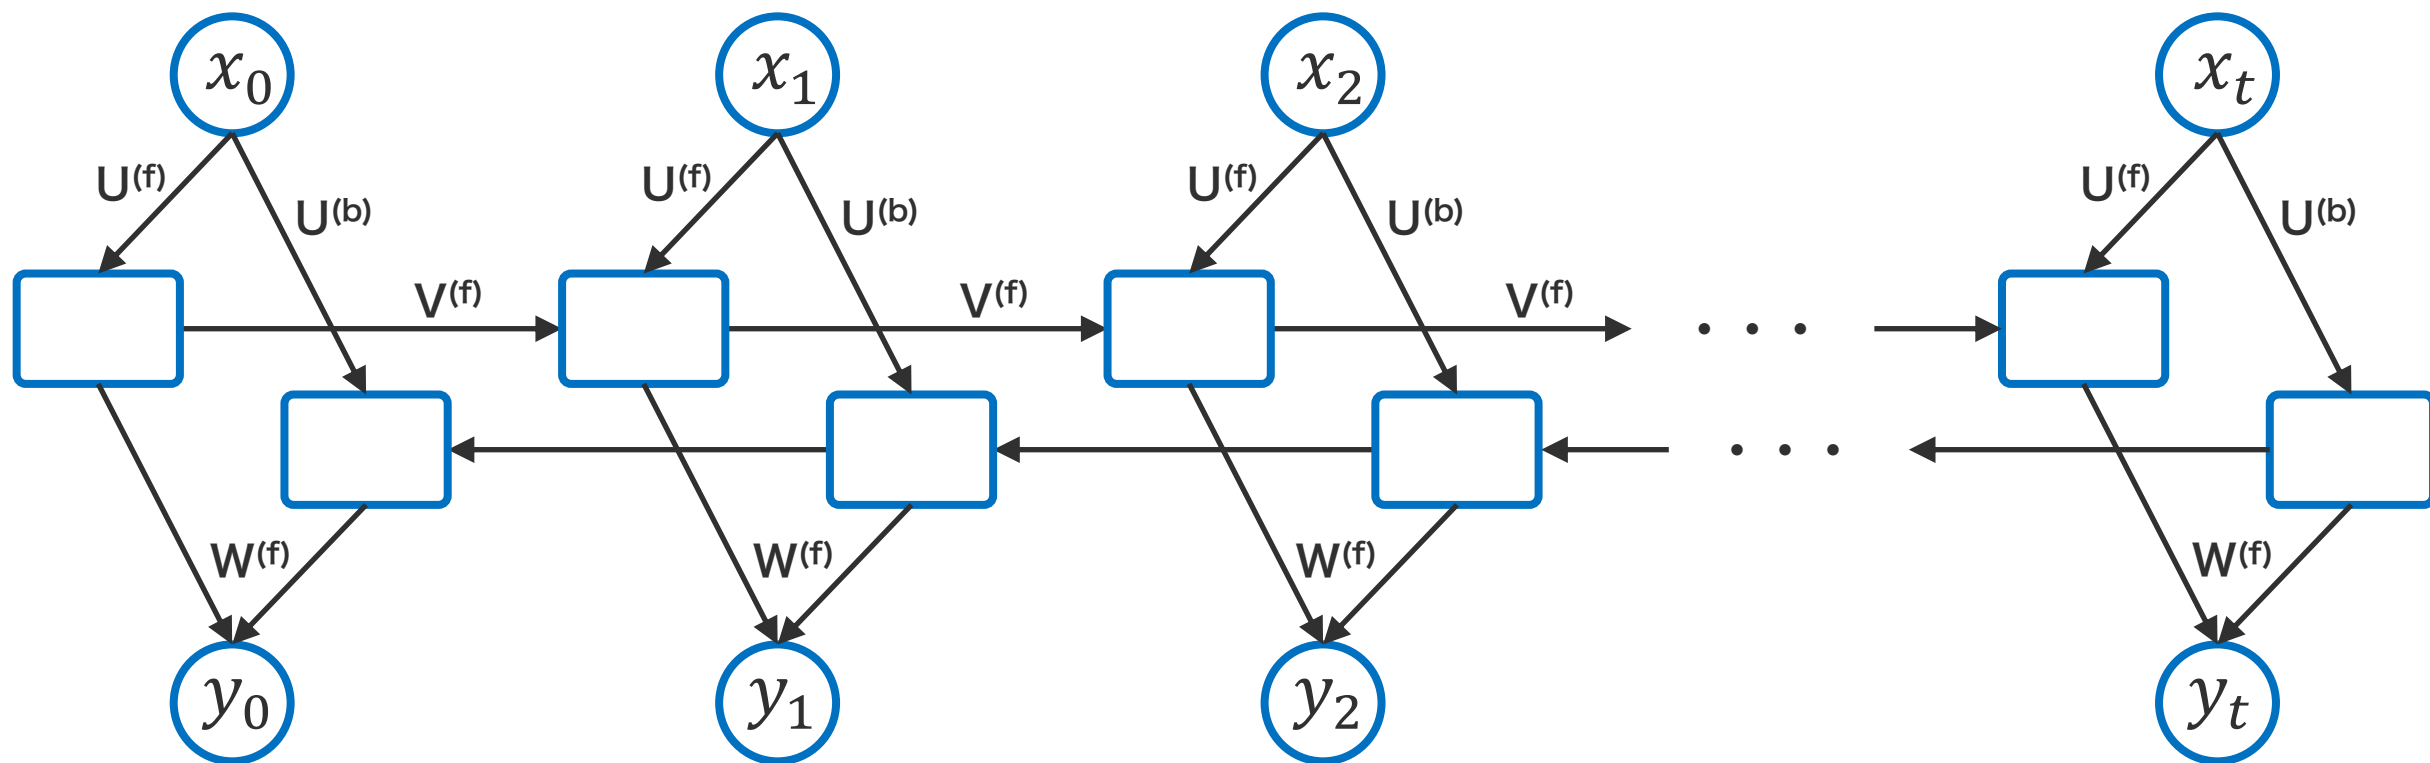 x₀ x₁ x₂ xₜ
U⁽ᶠ⁾ U⁽ᶠ⁾ U⁽ᶠ⁾ U⁽ᶠ⁾
U⁽ᵇ⁾ U⁽ᵇ⁾ U⁽ᵇ⁾ U⁽ᵇ⁾
V⁽ᶠ⁾ V⁽ᶠ⁾ V⁽ᶠ⁾
. . .
. . .
W⁽ᶠ⁾ W⁽ᶠ⁾ W⁽ᶠ⁾ W⁽ᶠ⁾
y₀ y₁ y₂ yₜ